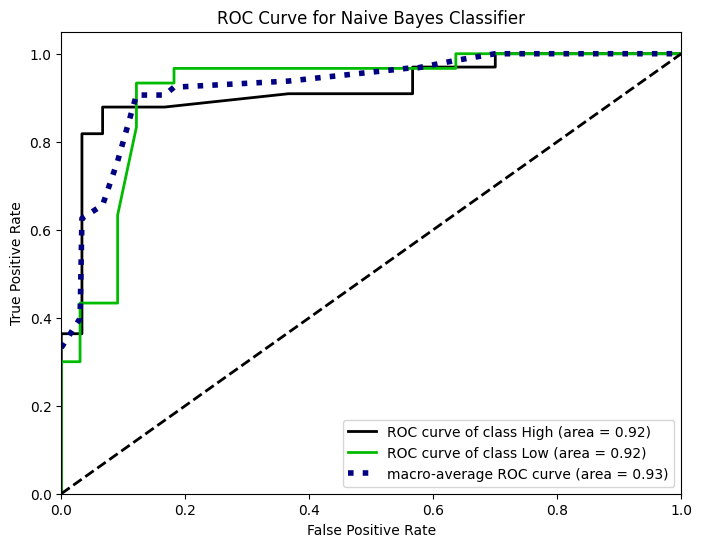 ROC Curve for Naive Bayes Classifier
1.0
0.8
0.6
0.4
0.2
0.0
True Positive Rate
ROC curve of class High (area = 0.92)
ROC curve of class Low (area = 0.92)
macro-average ROC curve (area = 0.93)
0.0 0.2 0.4 0.6 0.8 1.0
False Positive Rate